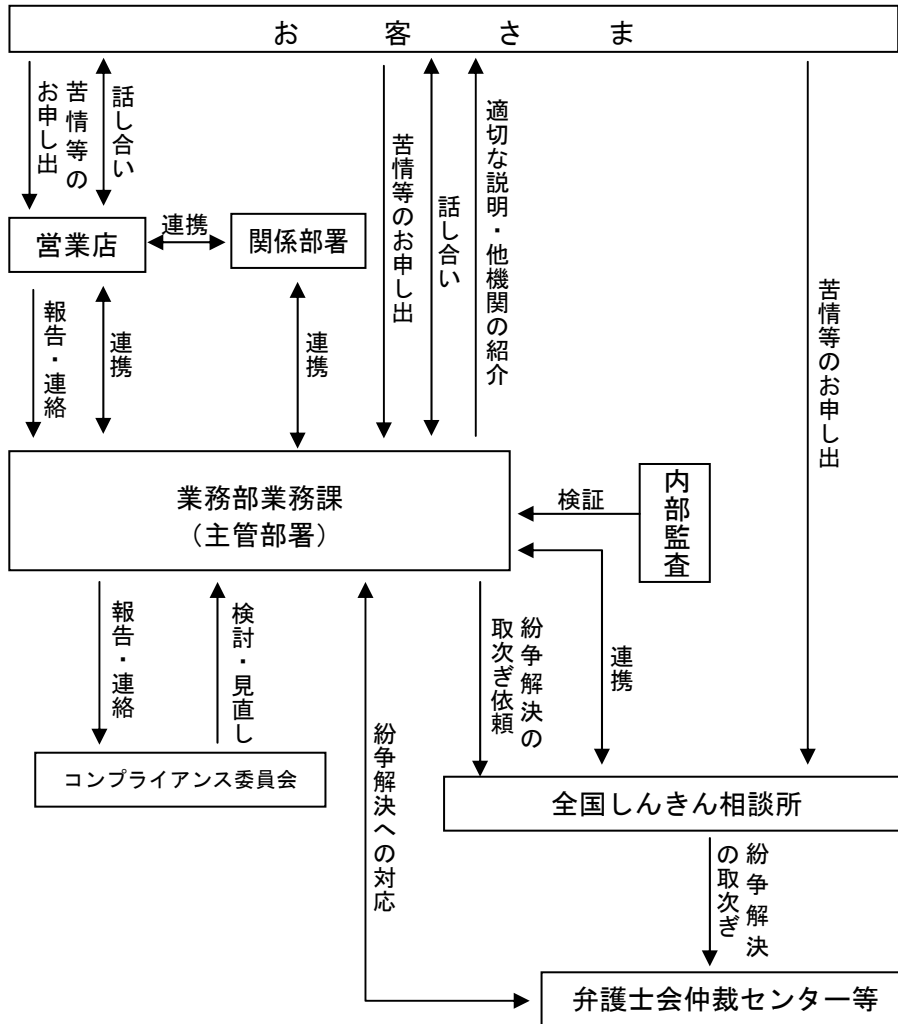 お客さま
苦情等の
お申し出
話し合い
苦情等のお申し出
話し合い
適切な説明・他機関の紹介
苦情等のお申し出
営業店
連携
関係部署
報告・連絡
連携
連携
業務部業務課
（主管部署）
検証
内部監査
報告・連絡
検討・見直し
紛争解決への対応
紛争解決の
取次ぎ依頼
連携
コンプライアンス委員会
全国しんきん相談所
紛争解決
の取次ぎ
弁護士会仲裁センター等